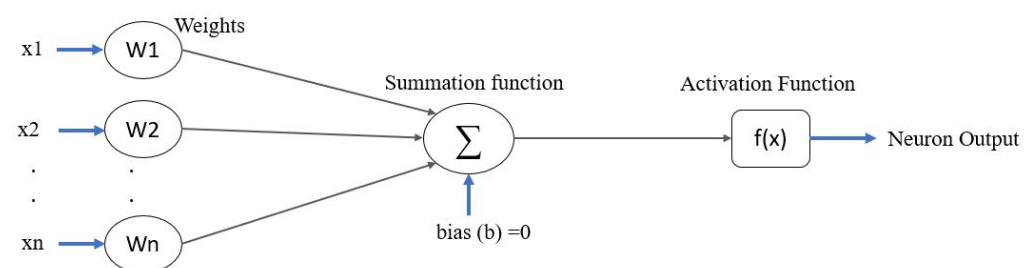 Weights
x1
W1
Summation function
Activation Function
x2
W2
∑
f(x)
Neuron Output
. .
. .
xn
Wn
bias (b) =0